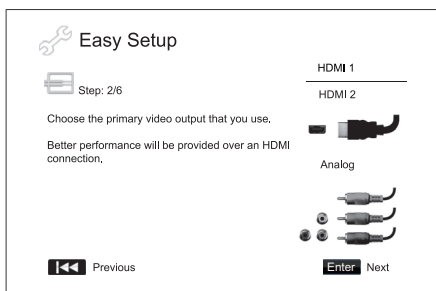 Easy Setup
Step: 2/6
Choose the primary video output that you use.
Better performance will be provided over an HDMI
connection.
HDMI 1
HDMI 2
Analog
Previous
Enter Next